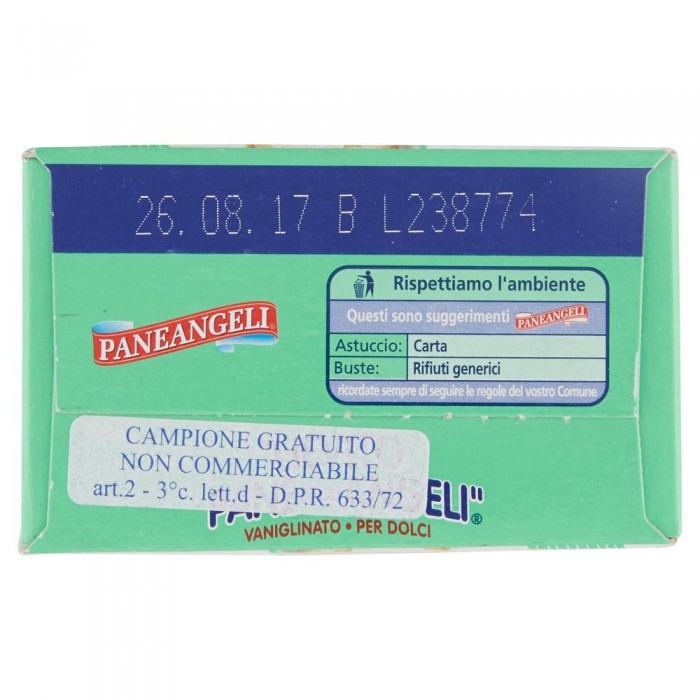 26. 08. 17 B L238774
Rispettiamo l'ambiente
Questi sono suggerimenti PANEANGELI
PANEANGELI
Astuccio: Carta
Buste: Rifiuti generici
ricordate sempre di seguire le regole del vostro Comune
CAMPIONE GRATUITO
NON COMMERCIABILE
art.2 - 3°c. lett,d - D.P.R. 633/72
ELI"®
VANIGLINATO • PER DOLCI